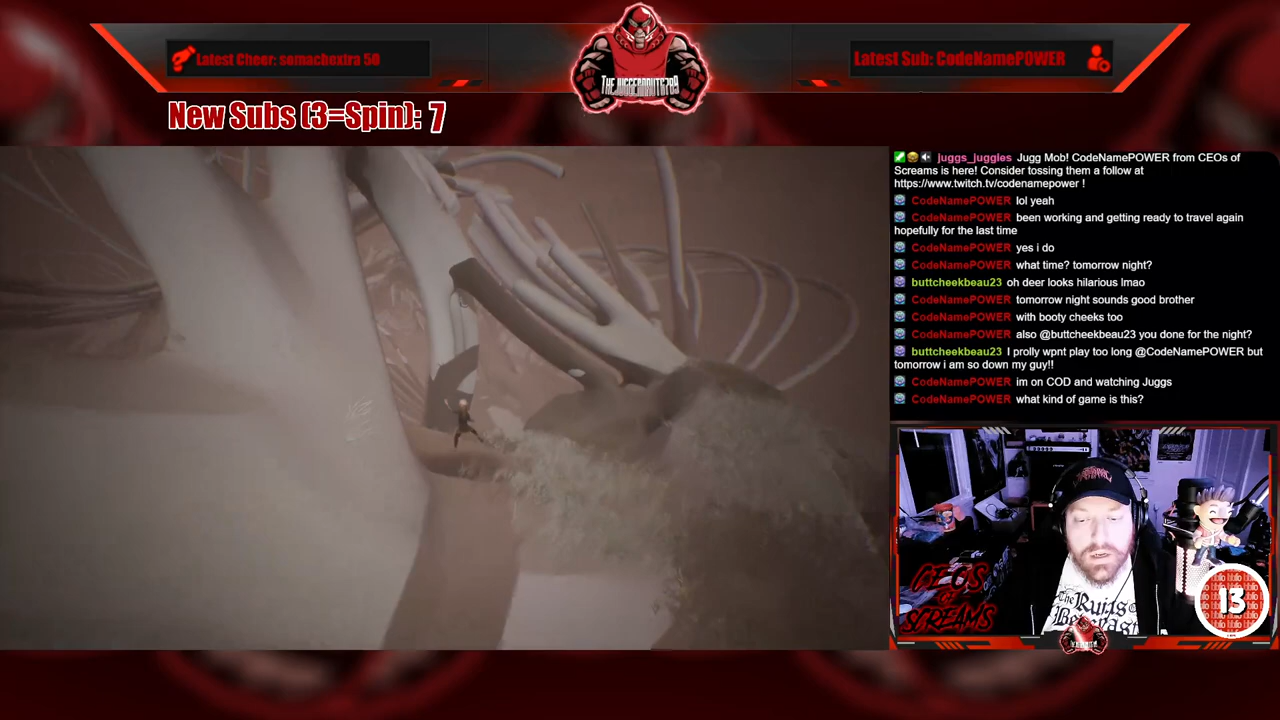 Latest Cheer: somachextra 50
THEJUGGERNAUT6789
Latest Sub: CodeNamePOWER
New Subs (3=Spin): 7
juggs_juggles Jugg Mob! CodeNamePOWER from CEOs of
Screams is here! Consider tossing them a follow at
https://www.twitch.tv/codenamepower !
CodeNamePOWER lol yeah
CodeNamePOWER been working and getting ready to travel again
hopefully for the last time
CodeNamePOWER yes i do
CodeNamePOWER what time? tomorrow night?
buttcheekbeau23 oh deer looks hilarious lmao
CodeNamePOWER tomorrow night sounds good brother
CodeNamePOWER with booty cheeks too
CodeNamePOWER also @buttcheekbeau23 you done for the night?
buttcheekbeau23 I prolly wpnt play too long @CodeNamePOWER but
tomorrow i am so down my guy!!
CodeNamePOWER im on COD and watching Juggs
CodeNamePOWER what kind of game is this?
CEOS
OF
SCREAMS
The Ruins
Of
Beverast
13